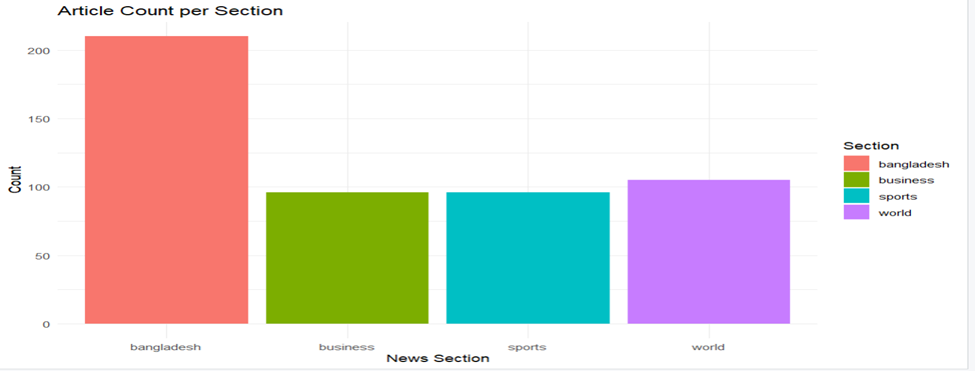 Article Count per Section
Count
200
150
100
50
0
bangladesh
business
sports
world
News Section
Section
bangladesh
business
sports
world